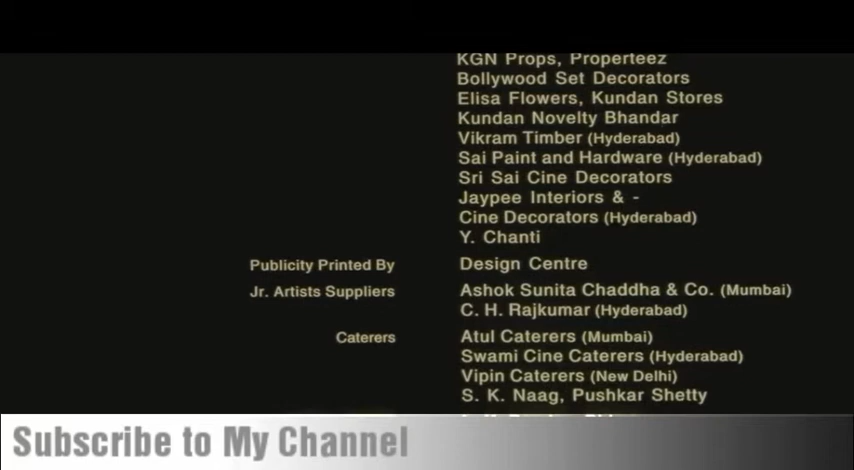 KGN Props, Properteez
Bollywood Set Decorators
Elisa Flowers, Kundan Stores
Kundan Novelty Bhandar
Vikram Timber (Hyderabad)
Sai Paint and Hardware (Hyderabad)
Sri Sai Cine Decorators
Jaypee Interiors & -
Cine Decorators (Hyderabad)
Y. Chanti
Publicity Printed By Design Centre
Jr. Artists Suppliers Ashok Sunita Chaddha & Co. (Mumbai)
C. H. Rajkumar (Hyderabad)
Caterers Atul Caterers (Mumbai)
Swami Cine Caterers (Hyderabad)
Vipin Caterers (New Delhi)
S. K. Naag, Pushkar Shetty
Subscribe to My Channel